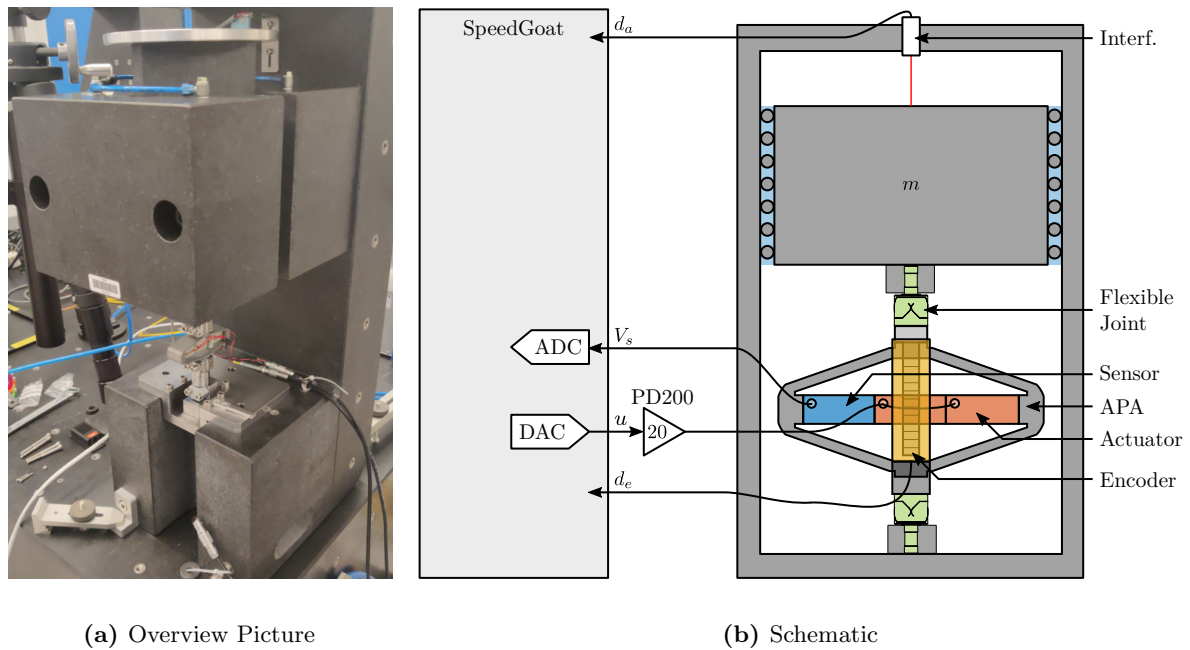 SpeedGoat
d_a
Interf.
m
Flexible
Joint
V_s
ADC
Sensor
PD200
APA
DAC
u
20
Actuator
d_e
Encoder
(a) Overview Picture
(b) Schematic